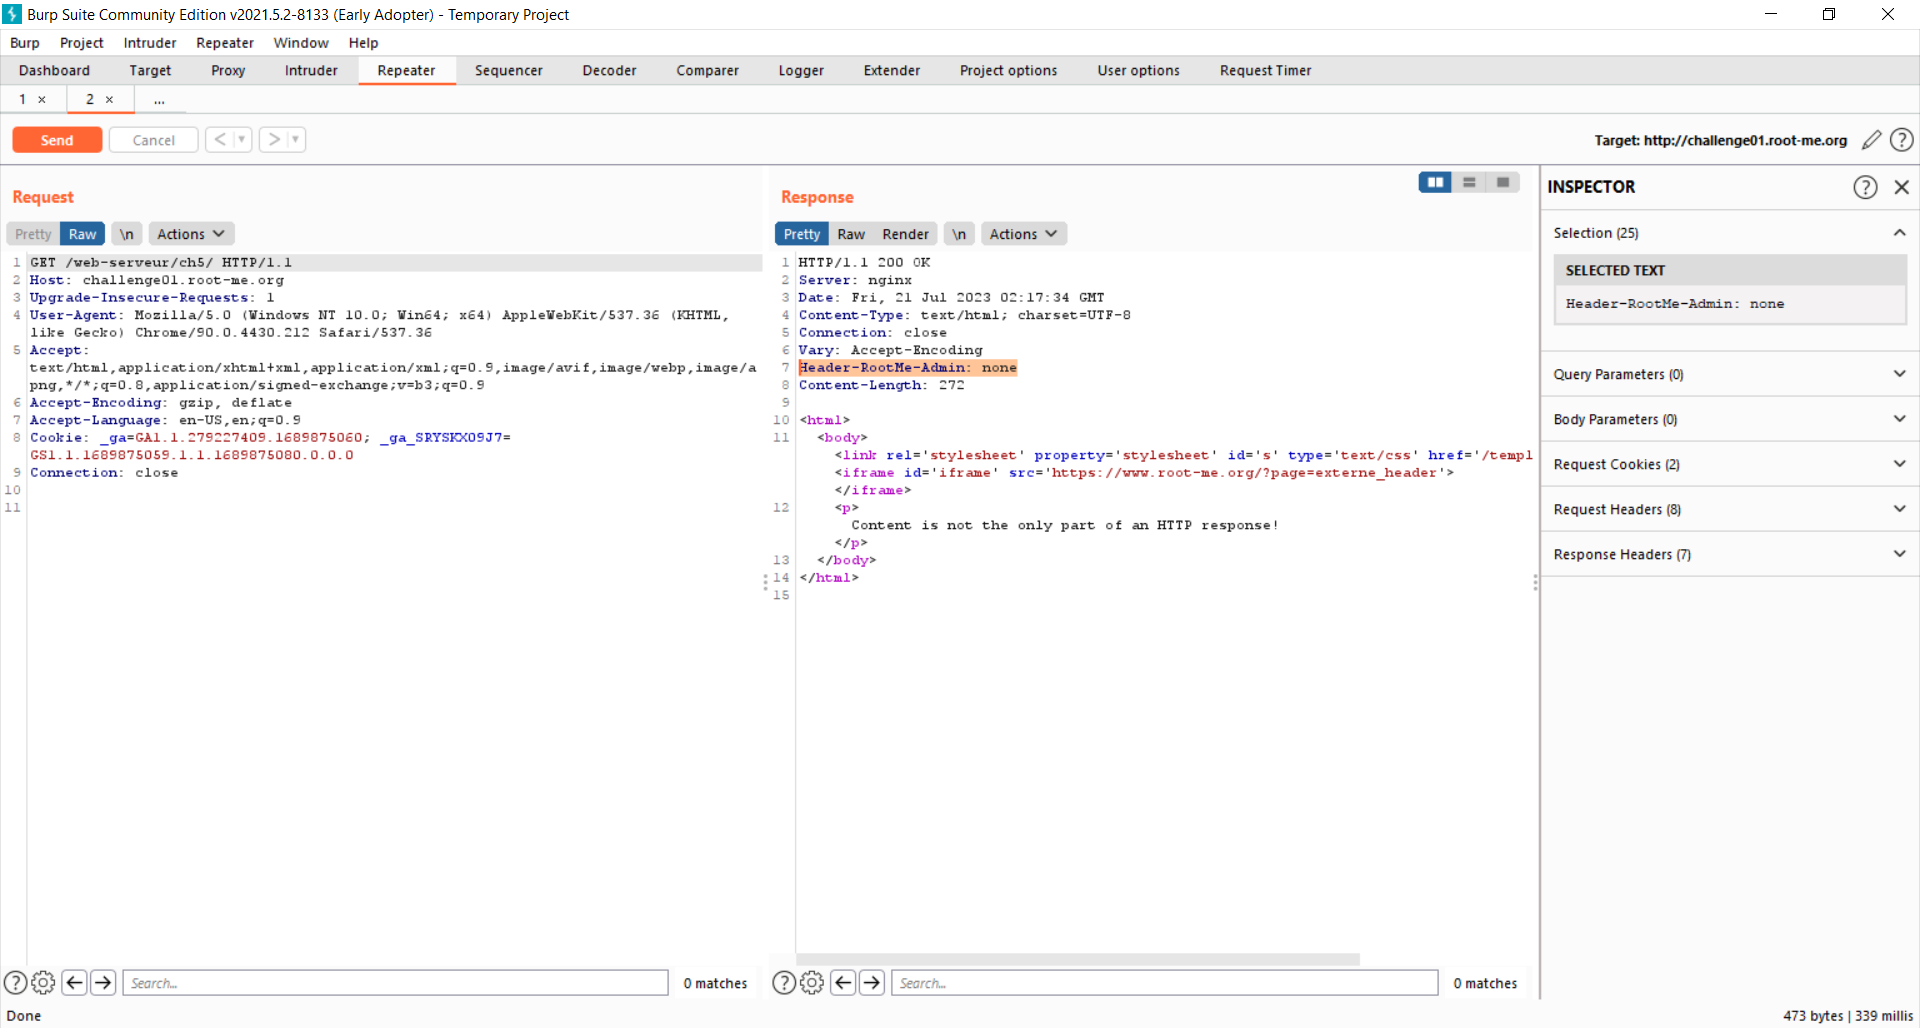 Burp Suite Community Edition v2021.5.2-8133 (Early Adopter) - Temporary Project
Burp Project Intruder Repeater Window Help
Dashboard Target Proxy Intruder Repeater Sequencer Decoder Comparer Logger Extender Project options User options Request Timer
1 × 2 × ...
Send Cancel < > Target: http://challenge01.root-me.org ?
Request
Pretty Raw \n Actions
1 GET /web-serveur/ch5/ HTTP/1.1
2 Host: challenge01.root-me.org
3 Upgrade-Insecure-Requests: 1
4 User-Agent: Mozilla/5.0 (Windows NT 10.0; Win64; x64) AppleWebKit/537.36 (KHTML,
like Gecko) Chrome/90.0.4430.212 Safari/537.36
5 Accept:
text/html,application/xhtml+xml,application/xml;q=0.9,image/avif,image/webp,image/a
png,*/*;q=0.8,application/signed-exchange;v=b3;q=0.9
6 Accept-Encoding: gzip, deflate
7 Accept-Language: en-US,en;q=0.9
8 Cookie: _ga=GA1.1.279227409.1689875060; _ga_SRYSKX09J7=
GS1.1.1689875059.1.1.1689875080.0.0.0
9 Connection: close
10
11
? Search... 0 matches
Response
Pretty Raw Render \n Actions
1 HTTP/1.1 200 OK
2 Server: nginx
3 Date: Fri, 21 Jul 2023 02:17:34 GMT
4 Content-Type: text/html; charset=UTF-8
5 Connection: close
6 Vary: Accept-Encoding
7 Header-RootMe-Admin: none
8 Content-Length: 272
9
10 <html>
11 <body>
<link rel='stylesheet' property='stylesheet' id='s' type='text/css' href='/templ
<iframe id='iframe' src='https://www.root-me.org/?page=externe_header'>
</iframe>
12 <p>
Content is not the only part of an HTTP response!
</p>
13 </body>
14 </html>
15
? Search... 0 matches
INSPECTOR ?
Selection (25)
SELECTED TEXT
Header-RootMe-Admin: none
Query Parameters (0)
Body Parameters (0)
Request Cookies (2)
Request Headers (8)
Response Headers (7)
Done 473 bytes | 339 millis